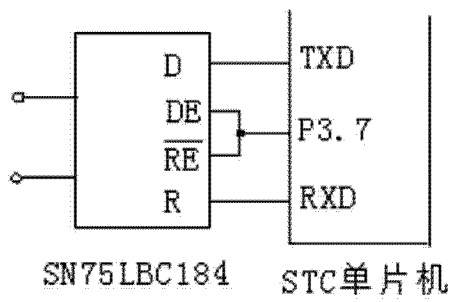 D TXD
DE
P3.7
RE
R RXD
SN75LBC184 STC单片机